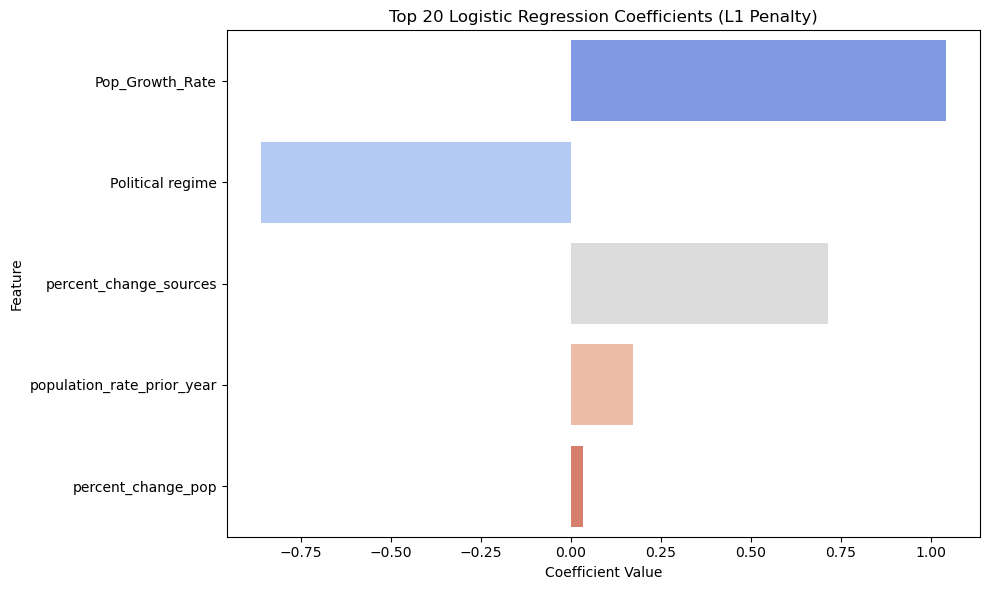 Top 20 Logistic Regression Coefficients (L1 Penalty)
Pop_Growth_Rate
Political regime
percent_change_sources
population_rate_prior_year
percent_change_pop
Feature
−0.75 −0.50 −0.25 0.00 0.25 0.50 0.75 1.00
Coefficient Value